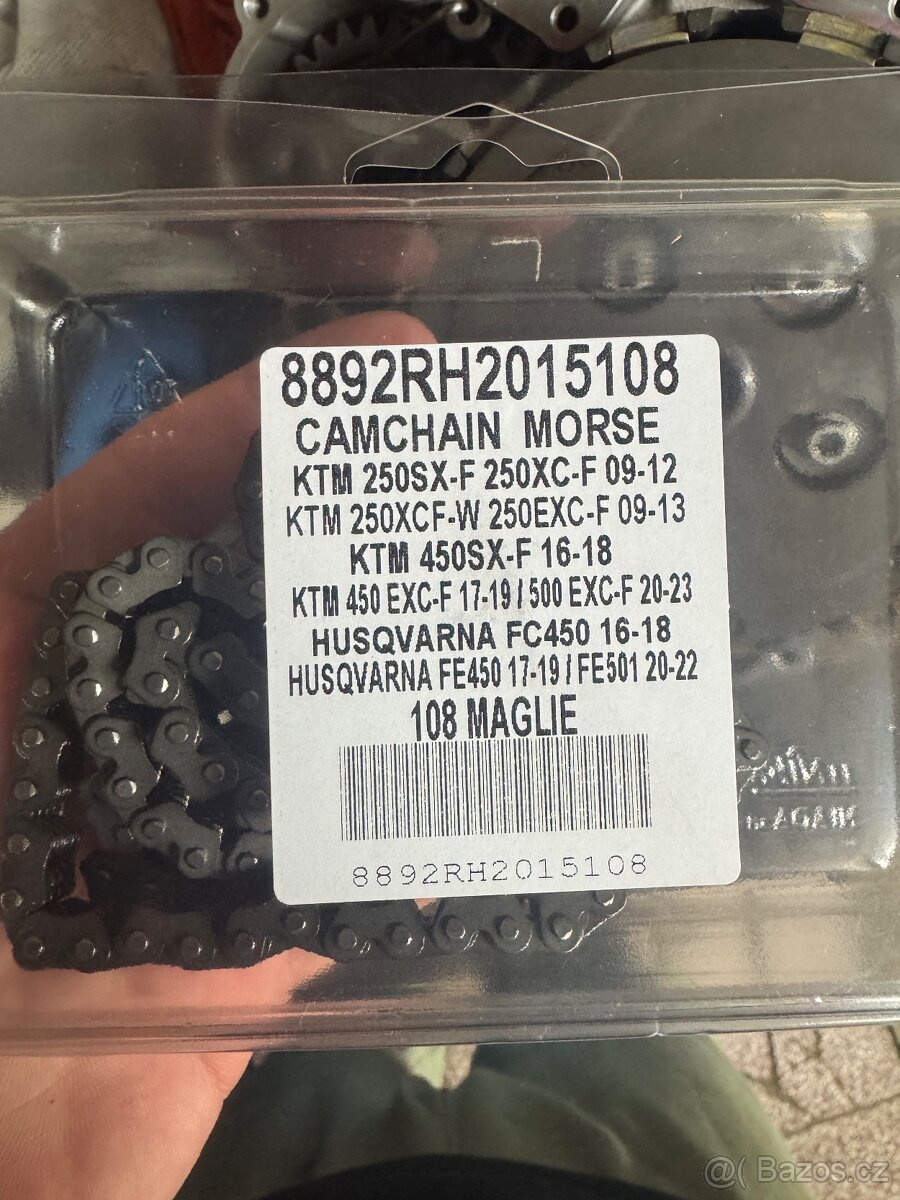 8892RH2015108
CAMCHAIN MORSE
KTM 250SX-F 250XC-F 09-12
KTM 250XCF-W 250EXC-F 09-13
KTM 450SX-F 16-18
KTM 450 EXC-F 17-19 / 500 EXC-F 20-23
HUSQVARNA FC450 16-18
HUSQVARNA FE450 17-19 / FE501 20-22
108 MAGLIE
8892RH2015108
@( Bazos.cz